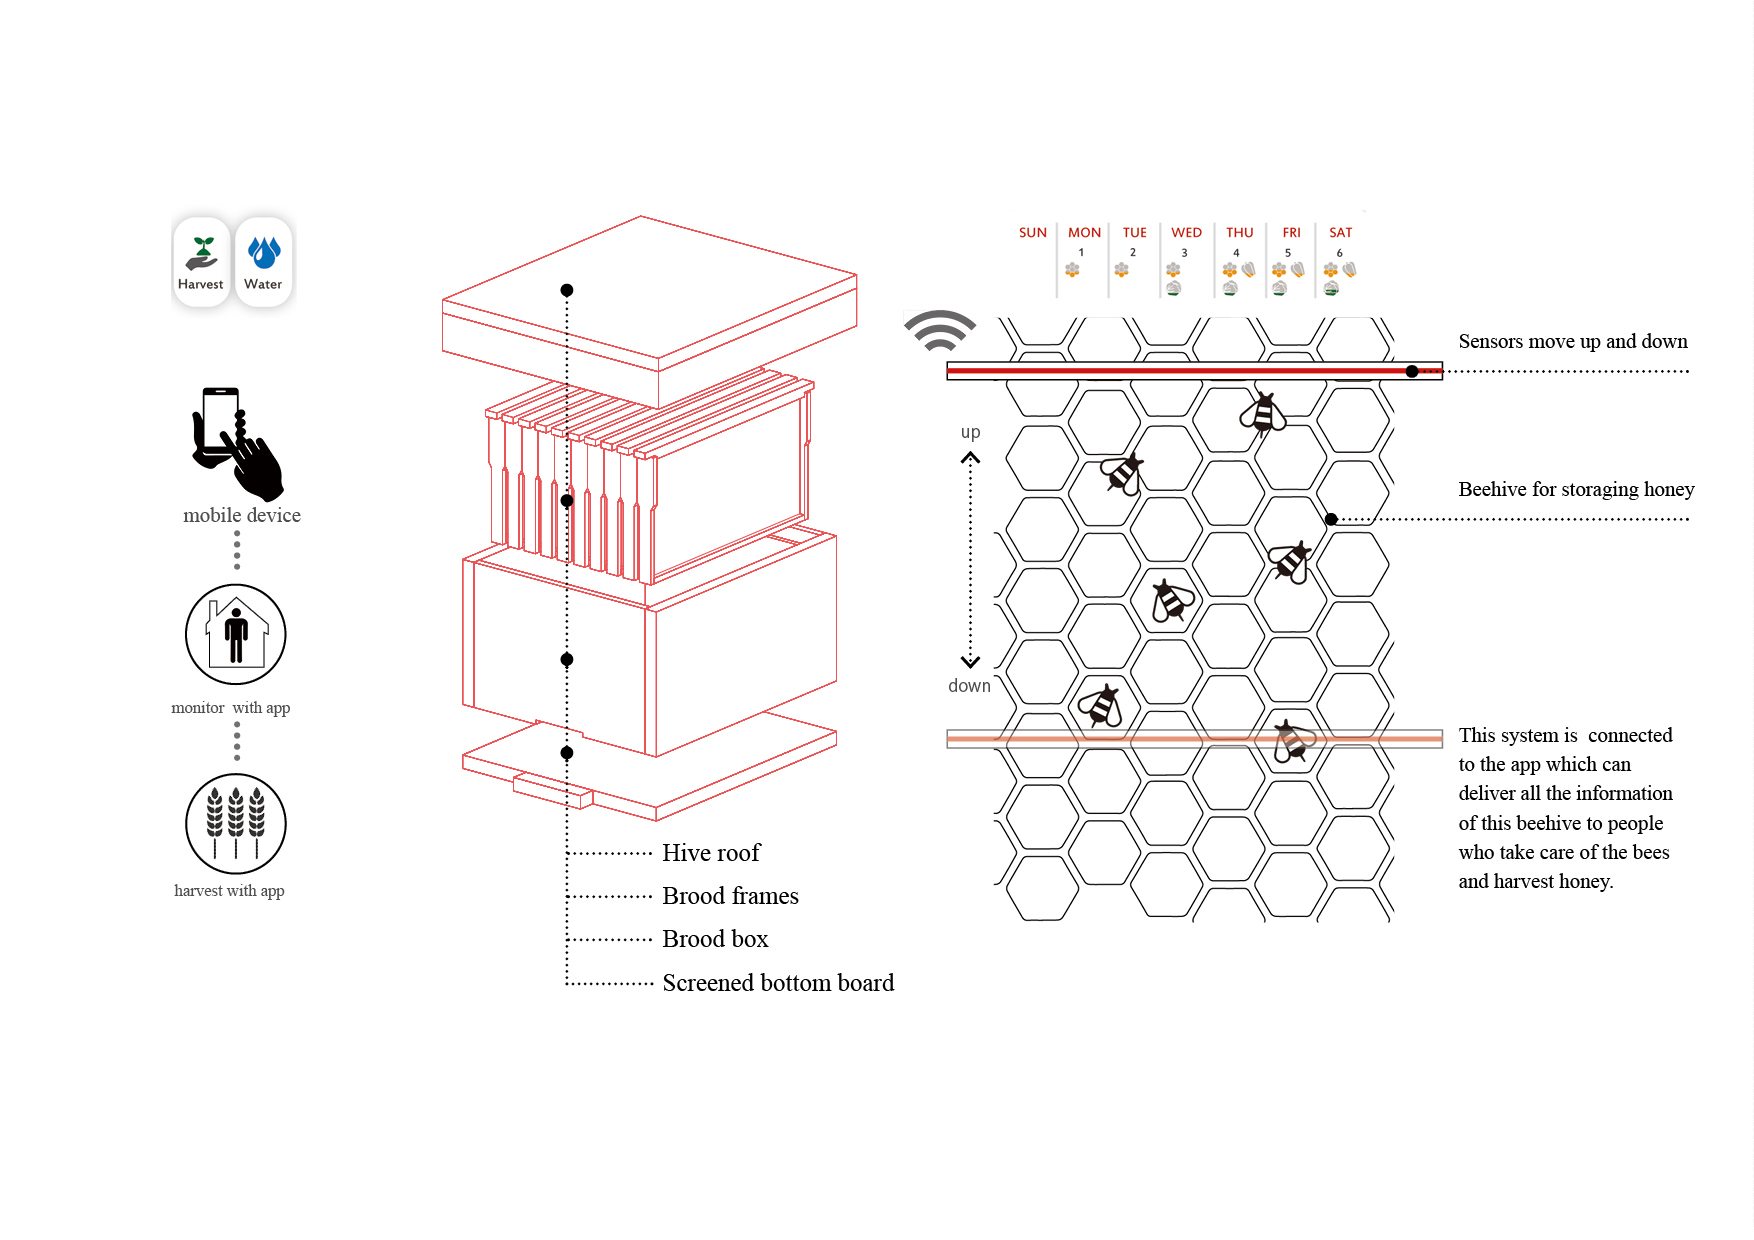 Harvest
Water
mobile device
monitor with app
harvest with app
Hive roof
Brood frames
Brood box
Screened bottom board
SUN MON TUE WED THU FRI SAT
1 2 3 4 5 6
up
down
Sensors move up and down
Beehive for storaging honey
This system is connected
to the app which can
deliver all the information
of this beehive to people
who take care of the bees
and harvest honey.